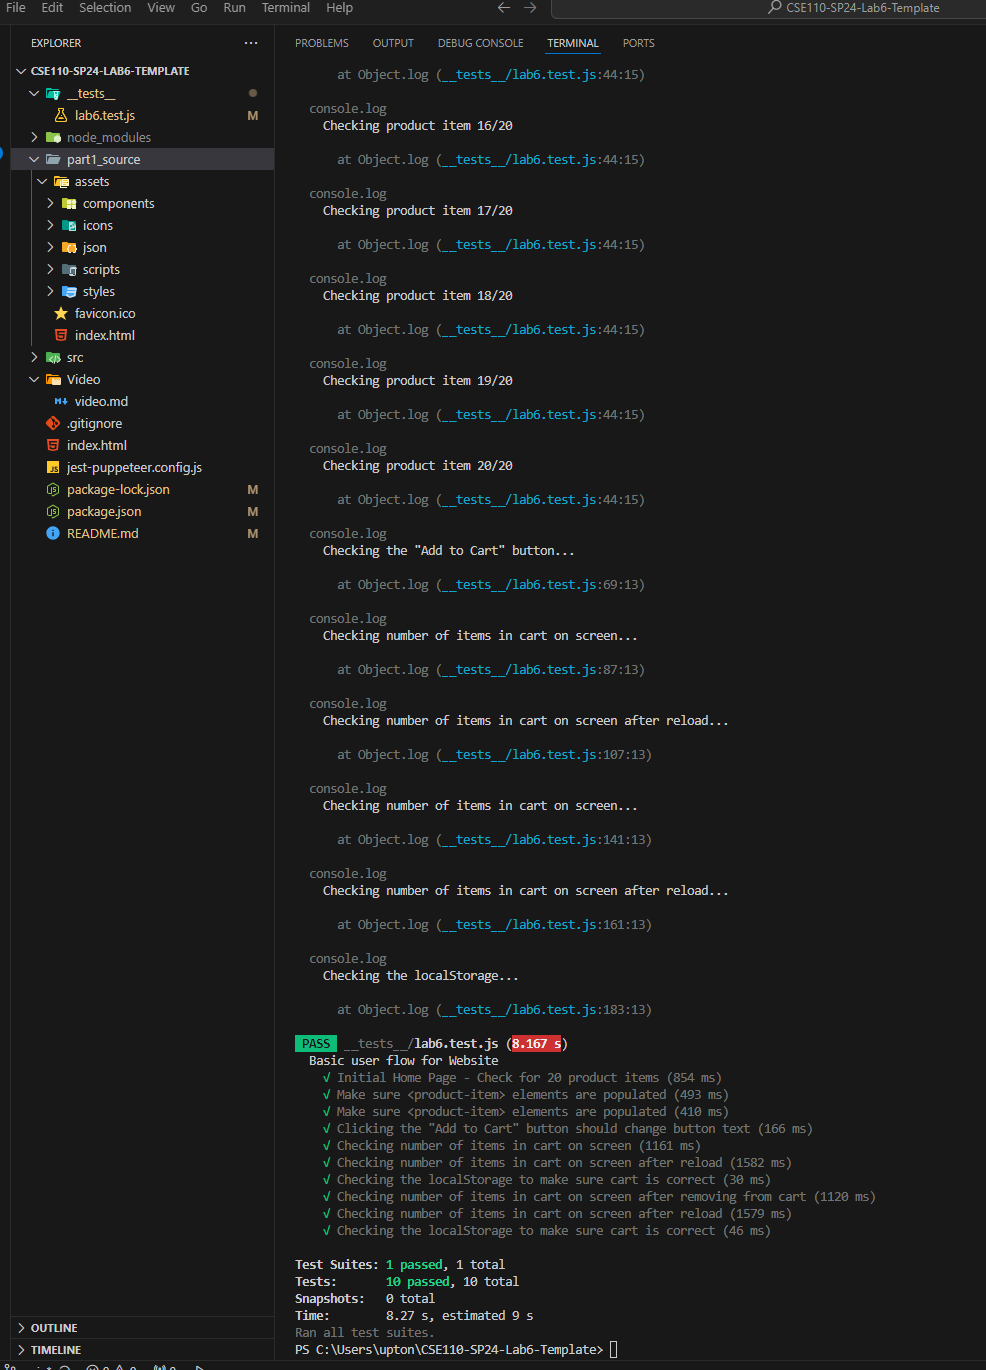 File Edit Selection View Go Run Terminal Help
CSE110-SP24-Lab6-Template
EXPLORER
CSE110-SP24-LAB6-TEMPLATE
__tests__
lab6.test.js M
node_modules
part1_source
assets
components
icons
json
scripts
styles
favicon.ico
index.html
src
Video
video.md
.gitignore
index.html
jest-puppeteer.config.js
package-lock.json M
package.json M
README.md M
OUTLINE
TIMELINE
PROBLEMS OUTPUT DEBUG CONSOLE TERMINAL PORTS
at Object.log (__tests__/lab6.test.js:44:15)
console.log
Checking product item 16/20
at Object.log (__tests__/lab6.test.js:44:15)
console.log
Checking product item 17/20
at Object.log (__tests__/lab6.test.js:44:15)
console.log
Checking product item 18/20
at Object.log (__tests__/lab6.test.js:44:15)
console.log
Checking product item 19/20
at Object.log (__tests__/lab6.test.js:44:15)
console.log
Checking product item 20/20
at Object.log (__tests__/lab6.test.js:44:15)
console.log
Checking the "Add to Cart" button...
at Object.log (__tests__/lab6.test.js:69:13)
console.log
Checking number of items in cart on screen...
at Object.log (__tests__/lab6.test.js:87:13)
console.log
Checking number of items in cart on screen after reload...
at Object.log (__tests__/lab6.test.js:107:13)
console.log
Checking number of items in cart on screen...
at Object.log (__tests__/lab6.test.js:141:13)
console.log
Checking number of items in cart on screen after reload...
at Object.log (__tests__/lab6.test.js:161:13)
console.log
Checking the localStorage...
at Object.log (__tests__/lab6.test.js:183:13)
PASS __tests__/lab6.test.js (8.167 s)
Basic user flow for Website
√ Initial Home Page - Check for 20 product items (854 ms)
√ Make sure <product-item> elements are populated (493 ms)
√ Make sure <product-item> elements are populated (410 ms)
√ Clicking the "Add to Cart" button should change button text (166 ms)
√ Checking number of items in cart on screen (1161 ms)
√ Checking number of items in cart on screen after reload (1582 ms)
√ Checking the localStorage to make sure cart is correct (30 ms)
√ Checking number of items in cart on screen after removing from cart (1120 ms)
√ Checking number of items in cart on screen after reload (1579 ms)
√ Checking the localStorage to make sure cart is correct (46 ms)
Test Suites: 1 passed, 1 total
Tests: 10 passed, 10 total
Snapshots: 0 total
Time: 8.27 s, estimated 9 s
Ran all test suites.
PS C:\Users\upton\CSE110-SP24-Lab6-Template>